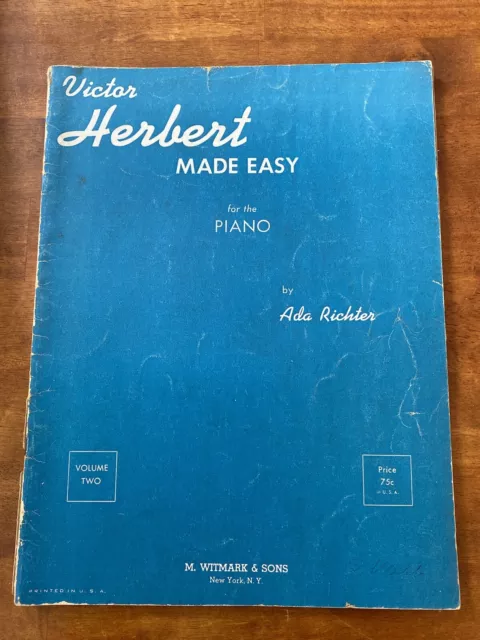 Victor
Herbert
MADE EASY
for the
PIANO
by
Ada Richter
VOLUME
TWO
Price
75c
in U.S.A.
M. WITMARK & SONS
New York, N. Y.
PRINTED IN U. S. A.